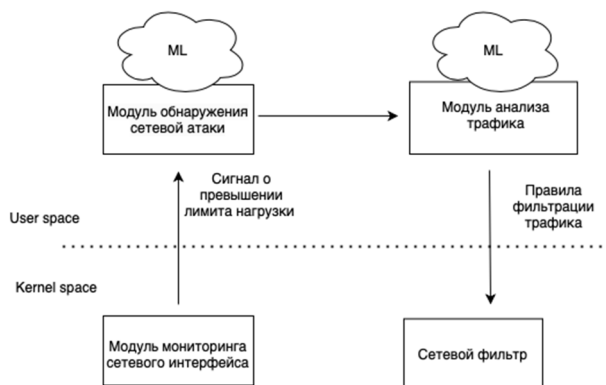 ML
ML
Модуль обнаружения
сетевой атаки
Модуль анализа
трафика
Сигнал о
превышении
лимита нагрузки
Правила
фильтрации
трафика
User space
Kernel space
Модуль мониторинга
сетевого интерфейса
Сетевой фильтр